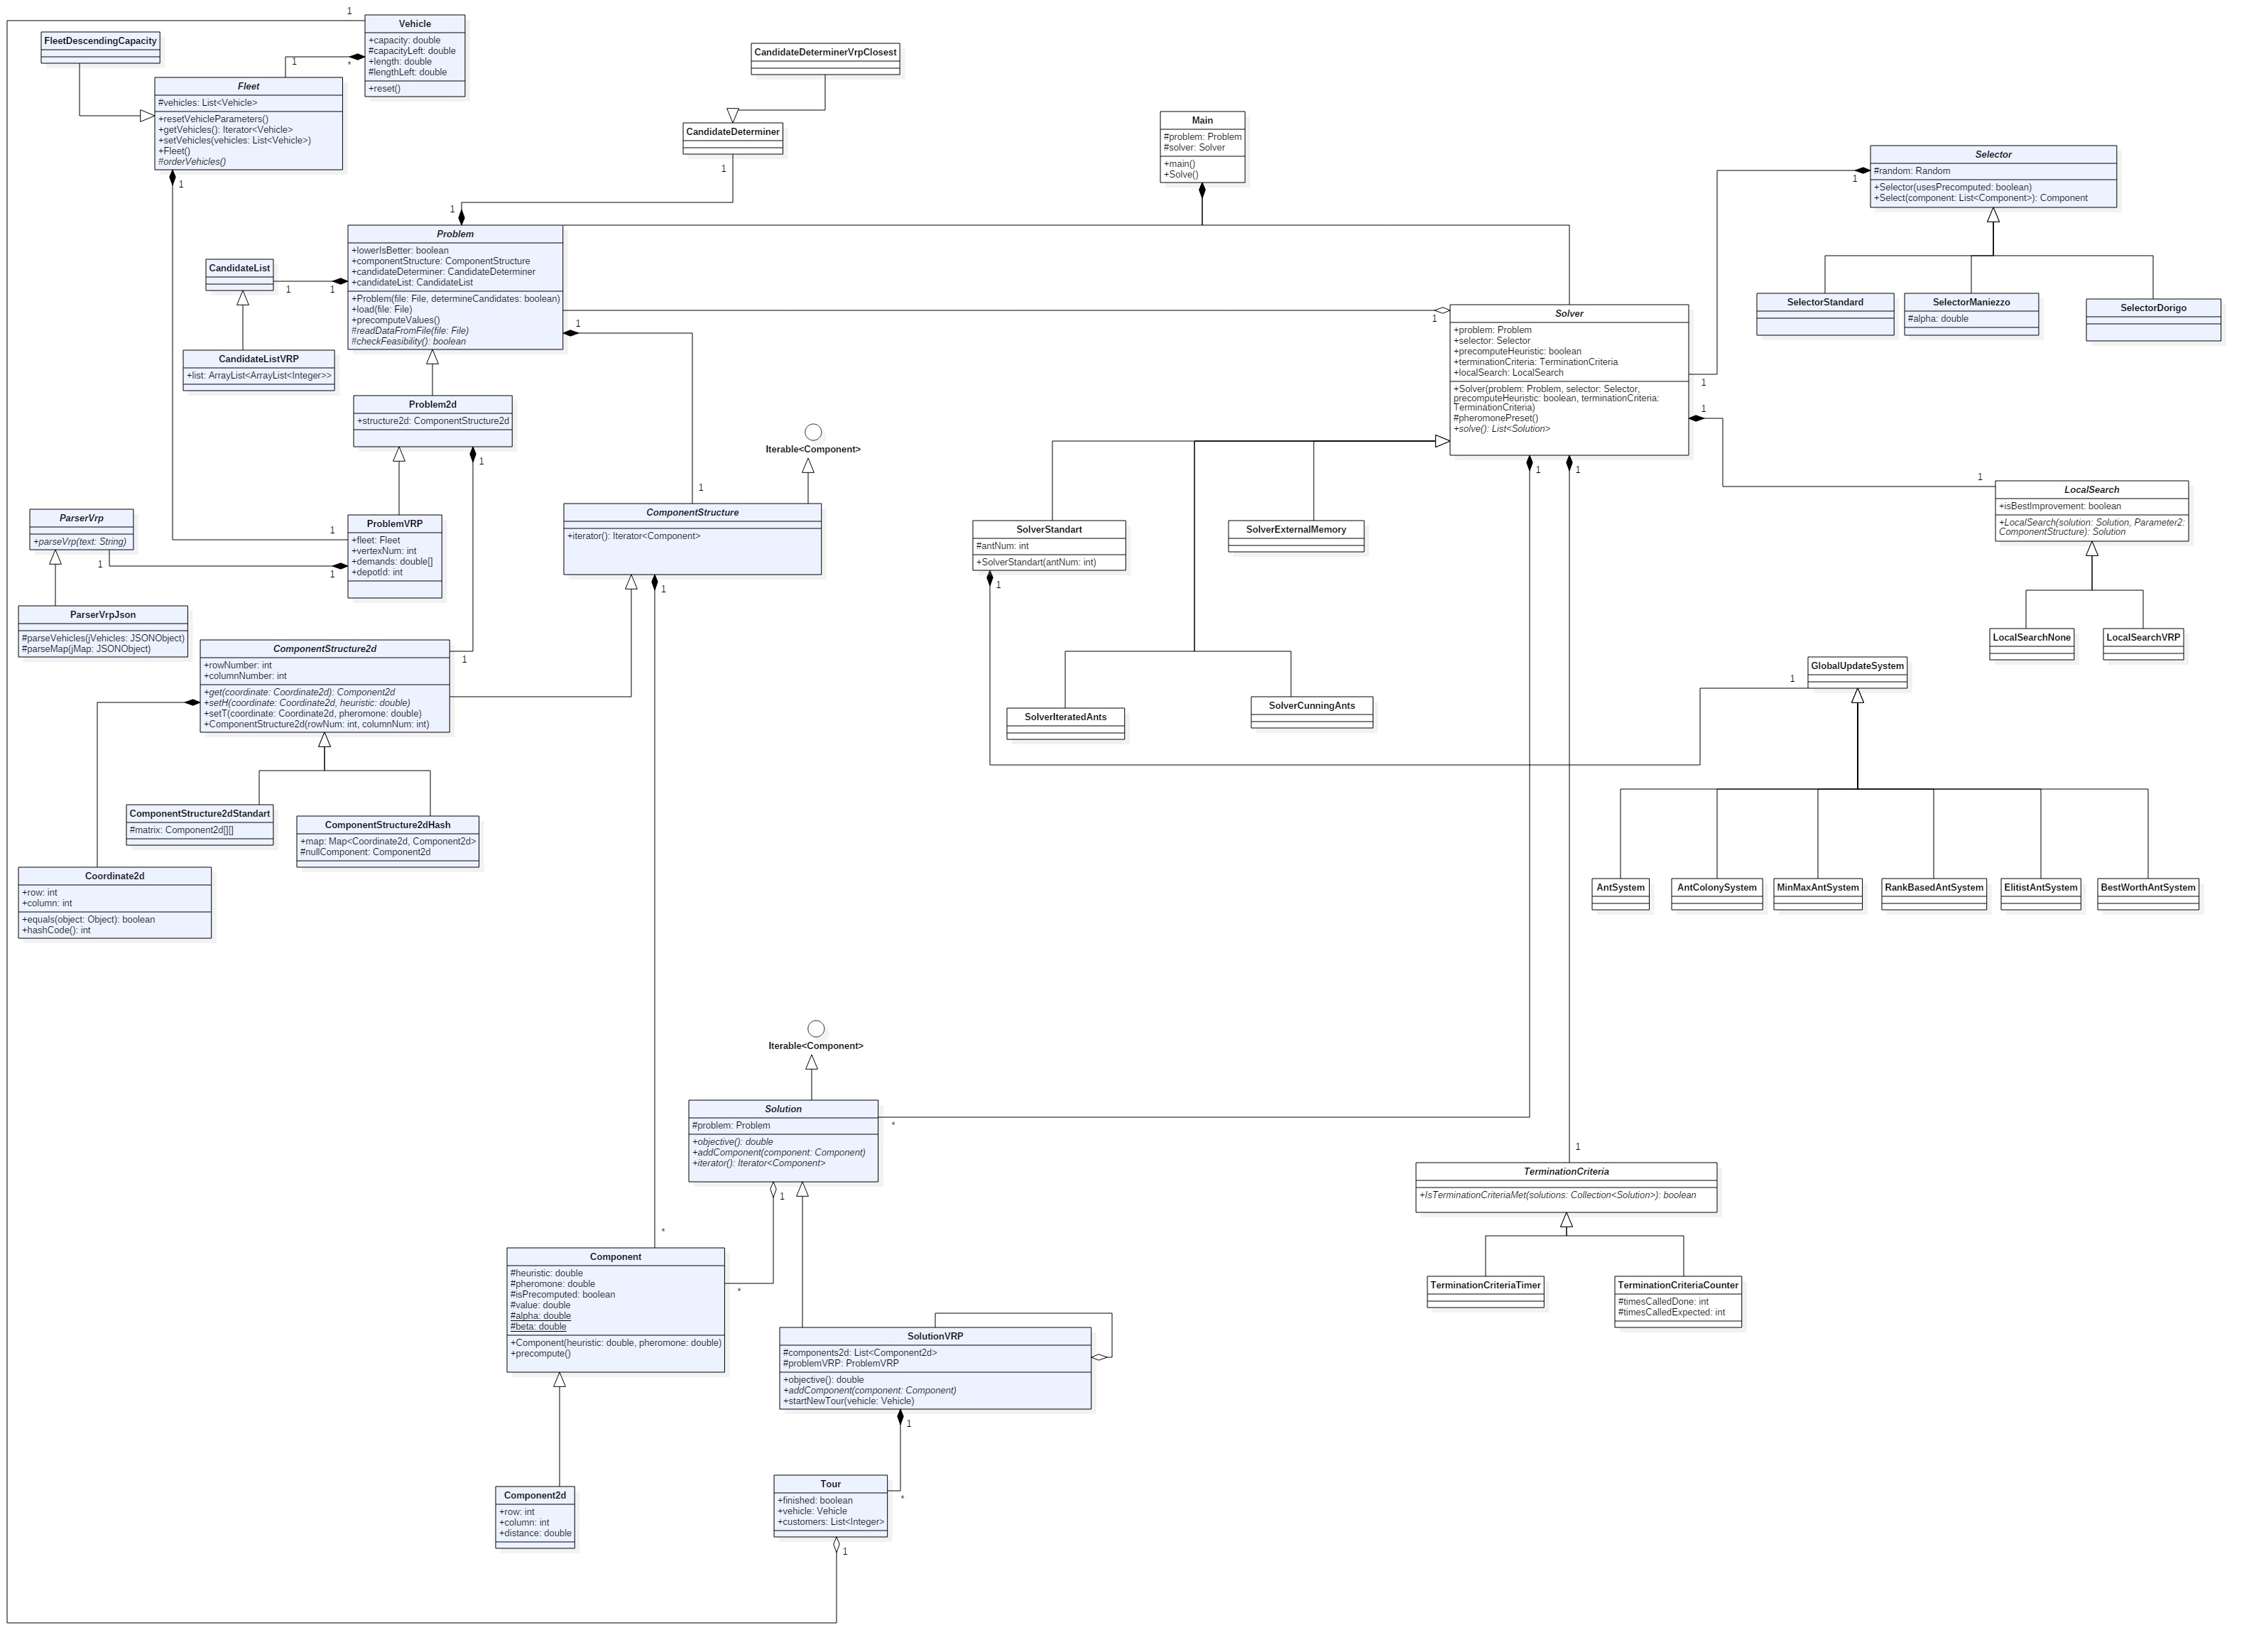 1
Vehicle
+capacity: double
#capacityLeft: double
+length: double
#lengthLeft: double
+reset()
FleetDescendingCapacity
1
*
Fleet
#vehicles: List<Vehicle>
+resetVehicleParameters()
+getVehicles(): Iterator<Vehicle>
+setVehicles(vehicles: List<Vehicle>)
+Fleet()
#orderVehicles()
1
CandidateDeterminerVrpClosest
CandidateDeterminer
1
1
Main
#problem: Problem
#solver: Solver
+main()
+Solve()
Selector
#random: Random
+Selector(usesPrecomputed: boolean)
+Select(component: List<Component>): Component
1
SelectorStandard
SelectorManiezzo
#alpha: double
SelectorDorigo
Problem
+lowerIsBetter: boolean
+componentStructure: ComponentStructure
+candidateDeterminer: CandidateDeterminer
+candidateList: CandidateList
+Problem(file: File, determineCandidates: boolean)
+load(file: File)
+precomputeValues()
#readDataFromFile(file: File)
#checkFeasibility(): boolean
CandidateList
1
1
1
CandidateListVRP
+list: ArrayList<ArrayList<Integer>>
1
Solver
+problem: Problem
+selector: Selector
+precomputeHeuristic: boolean
+terminationCriteria: TerminationCriteria
+localSearch: LocalSearch
+Solver(problem: Problem, selector: Selector,
precomputeHeuristic: boolean, terminationCriteria:
TerminationCriteria)
#pheromonePreset()
+solve(): List<Solution>
1
1
1
1
Problem2d
+structure2d: ComponentStructure2d
1
Iterable<Component>
1
ComponentStructure
+iterator(): Iterator<Component>
1
1
LocalSearch
+isBestImprovement: boolean
+LocalSearch(solution: Solution, Parameter2:
ComponentStructure): Solution
LocalSearchNone
LocalSearchVRP
ParserVrp
+parseVrp(text: String)
1
1
1
ProblemVRP
+fleet: Fleet
+vertexNum: int
+demands: double[]
+depotId: int
ParserVrpJson
#parseVehicles(jVehicles: JSONObject)
#parseMap(jMap: JSONObject)
SolverStandart
#antNum: int
+SolverStandart(antNum: int)
1
SolverExternalMemory
SolverIteratedAnts
SolverCunningAnts
ComponentStructure2d
+rowNumber: int
+columnNumber: int
+get(coordinate: Coordinate2d): Component2d
+setH(coordinate: Coordinate2d, heuristic: double)
+setT(coordinate: Coordinate2d, pheromone: double)
+ComponentStructure2d(rowNum: int, columnNum: int)
1
1
GlobalUpdateSystem
ComponentStructure2dStandart
#matrix: Component2d[][]
ComponentStructure2dHash
+map: Map<Coordinate2d, Component2d>
#nullComponent: Component2d
Coordinate2d
+row: int
+column: int
+equals(object: Object): boolean
+hashCode(): int
AntSystem
AntColonySystem
MinMaxAntSystem
RankBasedAntSystem
ElitistAntSystem
BestWorthAntSystem
Iterable<Component>
Solution
#problem: Problem
+objective(): double
+addComponent(component: Component)
+iterator(): Iterator<Component>
*
1
1
TerminationCriteria
+IsTerminationCriteriaMet(solutions: Collection<Solution>): boolean
TerminationCriteriaTimer
TerminationCriteriaCounter
#timesCalledDone: int
#timesCalledExpected: int
*
Component
#heuristic: double
#pheromone: double
#isPrecomputed: boolean
#value: double
#alpha: double
#beta: double
+Component(heuristic: double, pheromone: double)
+precompute()
*
SolutionVRP
#components2d: List<Component2d>
#problemVRP: ProblemVRP
+objective(): double
+addComponent(component: Component)
+startNewTour(vehicle: Vehicle)
1
Component2d
+row: int
+column: int
+distance: double
Tour
+finished: boolean
+vehicle: Vehicle
+customers: List<Integer>
*
1